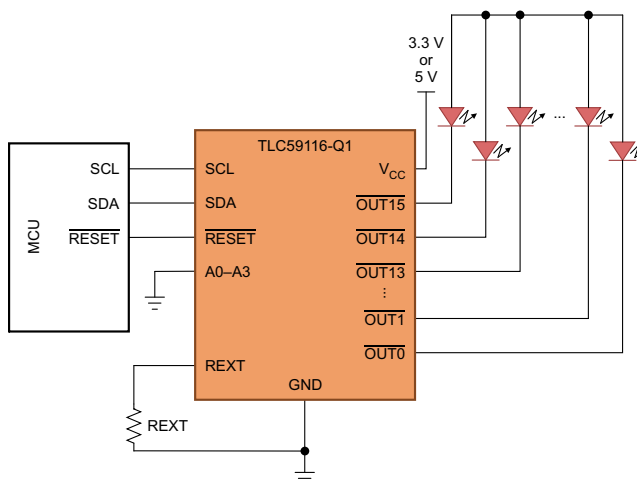 3.3 V
or
5 V
TLC59116-Q1
MCU
SCL
SDA
RESET
SCL
SDA
RESET
A0–A3
REXT
GND
VCC
OUT15
OUT14
OUT13
...
OUT1
OUT0
...
REXT